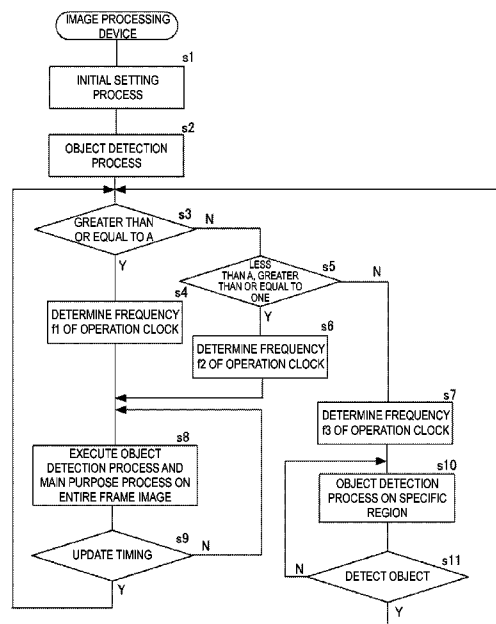 IMAGE PROCESSING
DEVICE
s1
INITIAL SETTING
PROCESS
s2
OBJECT DETECTION
PROCESS
s3
GREATER THAN
OR EQUAL TO A
N
Y
s5
LESS
THAN A, GREATER
THAN OR EQUAL TO
ONE
N
Y
s4
DETERMINE FREQUENCY
f1 OF OPERATION CLOCK
s6
DETERMINE FREQUENCY
f2 OF OPERATION CLOCK
s7
DETERMINE FREQUENCY
f3 OF OPERATION CLOCK
s8
EXECUTE OBJECT
DETECTION PROCESS AND
MAIN PURPOSE PROCESS ON
ENTIRE FRAME IMAGE
s9
UPDATE TIMING
N
Y
s10
OBJECT DETECTION
PROCESS ON SPECIFIC
REGION
s11
DETECT OBJECT
N
Y